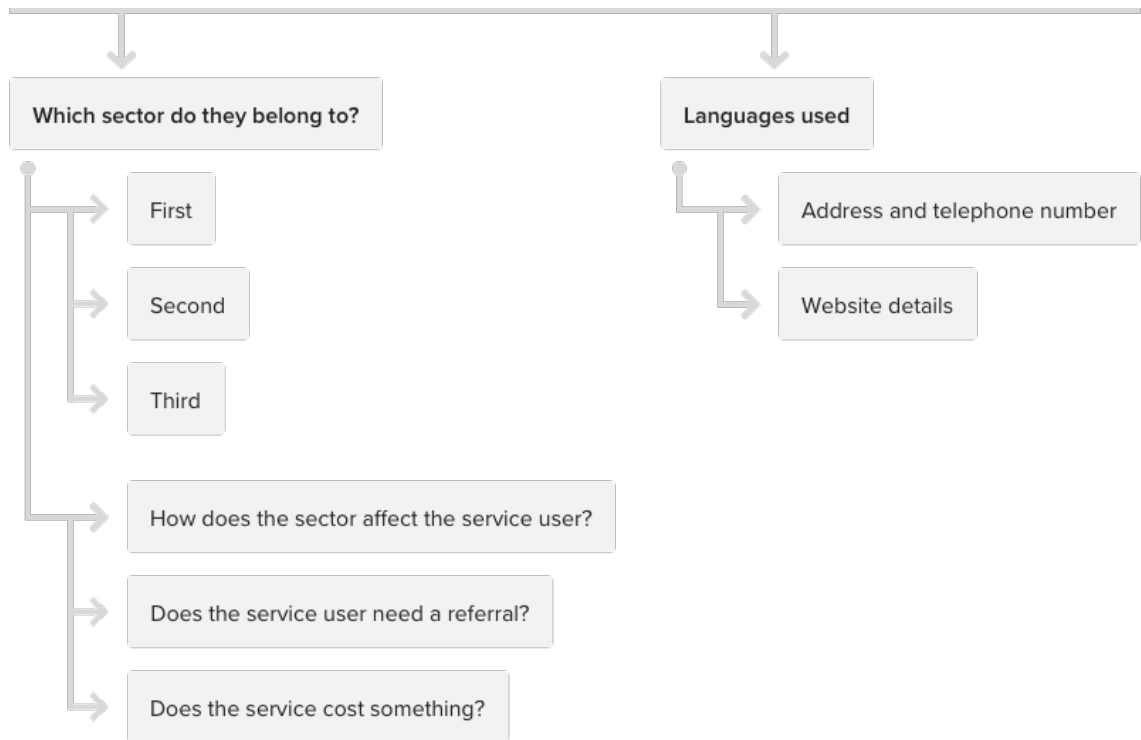 Which sector do they belong to?
First
Second
Third
How does the sector affect the service user?
Does the service user need a referral?
Does the service cost something?
Languages used
Address and telephone number
Website details